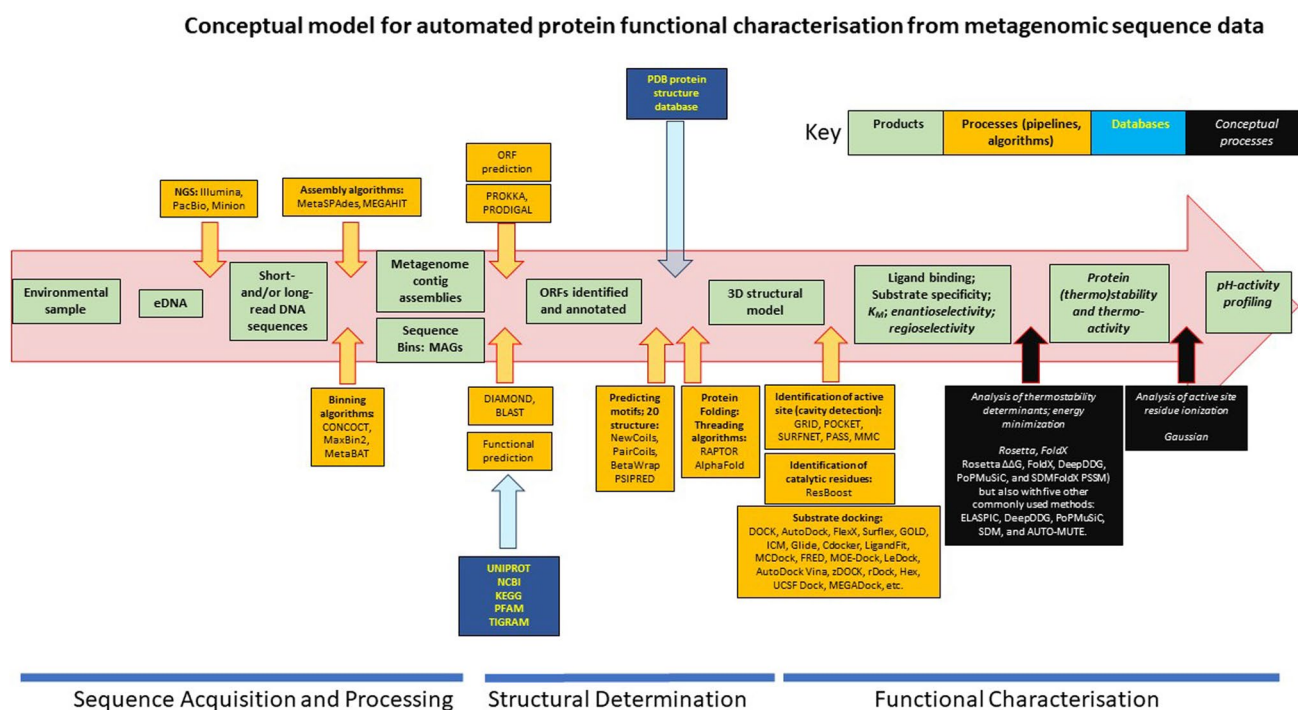 Conceptual model for automated protein functional characterisation from metagenomic sequence data
PDB protein
structure
database
Key
Products
Processes (pipelines,
algorithms)
Databases
Conceptual
processes
NGS: Illumina,
PacBio, Minion
Assembly algorithms:
MetaSPAdes, MEGAHIT
ORF
prediction
PROKKA,
PRODIGAL
Environmental
sample
eDNA
Short-
and/or long-
read DNA
sequences
Metagenome
contig
assemblies
Sequence
Bins: MAGs
ORFs identified
and annotated
3D structural
model
Ligand binding;
Substrate specificity;
KM; enantioselectivity;
regioselectivity
Protein
(thermo)stability
and thermo-
activity
pH-activity
profiling
Binning
algorithms:
CONCOCT,
MaxBin2,
MetaBAT
DIAMOND,
BLAST
Functional
prediction
UNIPROT
NCBI
KEGG
PFAM
TIGRAM
Predicting
motifs; 20
structure:
NewCoils,
PairCoils,
BetaWrap
PSIPRED
Protein
Folding:
Threading
algorithms:
RAPTOR
AlphaFold
Identification of active
site (cavity detection):
GRID, POCKET,
SURFNET, PASS, MMC
Identification of
catalytic residues:
ResBoost
Substrate docking:
DOCK, AutoDock, FlexX, Surflex, GOLD,
ICM, Glide, Cdocker, LigandFit,
MCDock, FRED, MOE-Dock, LeDock,
AutoDock Vina, zDOCK, rDock, Hex,
UCSF Dock, MEGADock, etc.
Analysis of thermostability
determinants; energy
minimization
Rosetta, FoldX
Rosetta ΔΔG, FoldX, DeepDDG,
PoPMuSiC, and SDMFoldX PSSM)
but also with five other
commonly used methods:
ELASPIC, DeepDDG, PoPMuSiC,
SDM, and AUTO-MUTE.
Analysis of active site
residue ionization
Gaussian
Sequence Acquisition and Processing
Structural Determination
Functional Characterisation